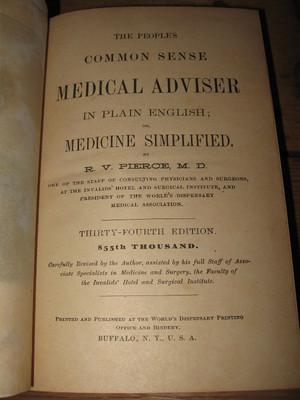 THE PEOPLE'S
COMMON SENSE
MEDICAL ADVISER
IN PLAIN ENGLISH;
OR,
MEDICINE SIMPLIFIED.
BY
R. V. PIERCE, M. D.
ONE OF THE STAFF OF CONSULTING PHYSICIANS AND SURGEONS,
AT THE INVALIDS' HOTEL AND SURGICAL INSTITUTE, AND
PRESIDENT OF THE WORLD'S DISPENSARY
MEDICAL ASSOCIATION.
THIRTY-FOURTH EDITION.
855th THOUSAND.
Carefully Revised by the Author, assisted by his full Staff of Asso-
ciate Specialists in Medicine and Surgery, the Faculty of
the Invalids' Hotel and Surgical Institute.
PRINTED AND PUBLISHED AT THE WORLD'S DISPENSARY PRINTING
OFFICE AND BINDERY,
BUFFALO, N. Y., U. S. A.